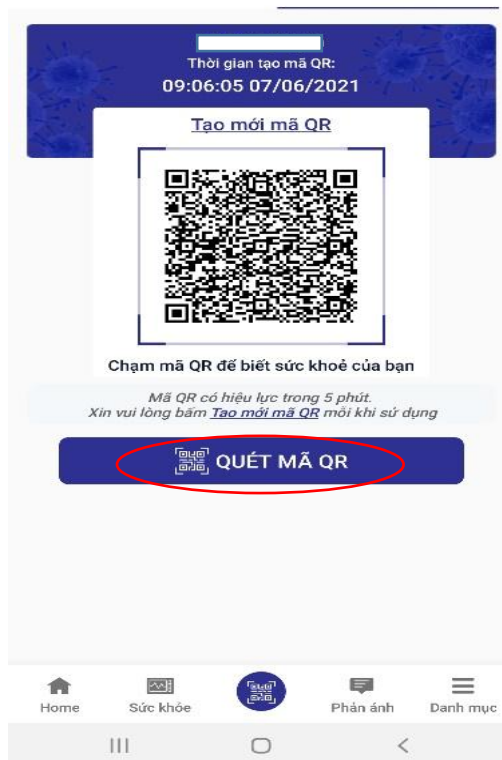 Thời gian tạo mã QR:
09:06:05 07/06/2021
Tạo mới mã QR
Chạm mã QR để biết sức khoẻ của bạn
Mã QR có hiệu lực trong 5 phút.
Xin vui lòng bấm Tạo mới mã QR mỗi khi sử dụng
QUÉT MÃ QR
Home Sức khỏe Phản ánh Danh mục